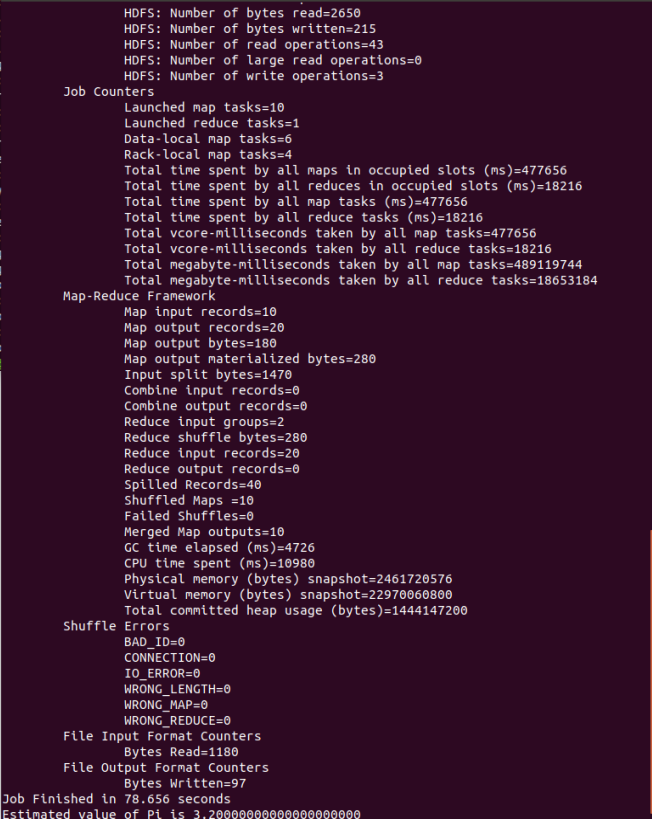 HDFS: Number of bytes read=2650
HDFS: Number of bytes written=215
HDFS: Number of read operations=43
HDFS: Number of large read operations=0
HDFS: Number of write operations=3
Job Counters
Launched map tasks=10
Launched reduce tasks=1
Data-local map tasks=6
Rack-local map tasks=4
Total time spent by all maps in occupied slots (ms)=477656
Total time spent by all reduces in occupied slots (ms)=18216
Total time spent by all map tasks (ms)=477656
Total time spent by all reduce tasks (ms)=18216
Total vcore-milliseconds taken by all map tasks=477656
Total vcore-milliseconds taken by all reduce tasks=18216
Total megabyte-milliseconds taken by all map tasks=489119744
Total megabyte-milliseconds taken by all reduce tasks=18653184
Map-Reduce Framework
Map input records=10
Map output records=20
Map output bytes=180
Map output materialized bytes=280
Input split bytes=1470
Combine input records=0
Combine output records=0
Reduce input groups=2
Reduce shuffle bytes=280
Reduce input records=20
Reduce output records=0
Spilled Records=40
Shuffled Maps =10
Failed Shuffles=0
Merged Map outputs=10
GC time elapsed (ms)=4726
CPU time spent (ms)=10980
Physical memory (bytes) snapshot=2461720576
Virtual memory (bytes) snapshot=22970060800
Total committed heap usage (bytes)=1444147200
Shuffle Errors
BAD_ID=0
CONNECTION=0
IO_ERROR=0
WRONG_LENGTH=0
WRONG_MAP=0
WRONG_REDUCE=0
File Input Format Counters
Bytes Read=1180
File Output Format Counters
Bytes Written=97
Job Finished in 78.656 seconds
Estimated value of Pi is 3.20000000000000000000